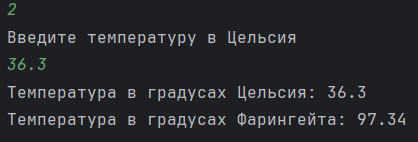 2
Введите температуру в Цельсия
36.3
Температура в градусах Цельсия: 36.3
Температура в градусах Фарингейта: 97.34